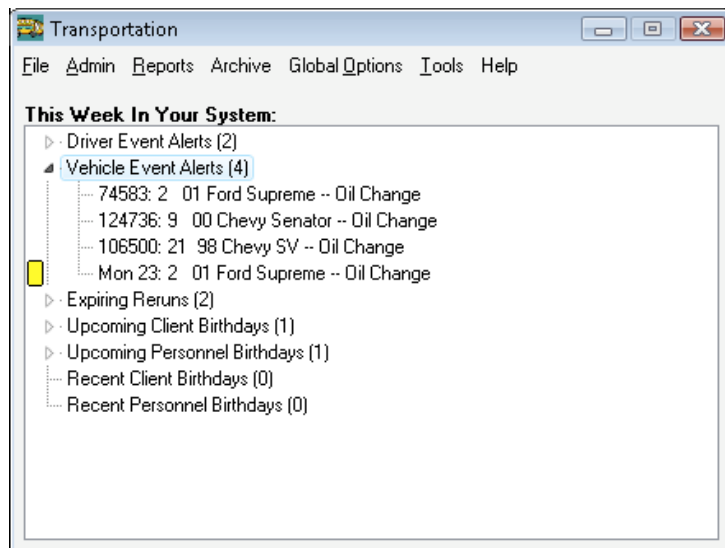 Transportation
File Admin Reports Archive Global Options Tools Help
This Week In Your System:
Driver Event Alerts (2)
Vehicle Event Alerts (4)
74583: 2 01 Ford Supreme -- Oil Change
124736: 9 00 Chevy Senator -- Oil Change
106500: 21 98 Chevy SV -- Oil Change
Mon 23: 2 01 Ford Supreme -- Oil Change
Expiring Reruns (2)
Upcoming Client Birthdays (1)
Upcoming Personnel Birthdays (1)
Recent Client Birthdays (0)
Recent Personnel Birthdays (0)